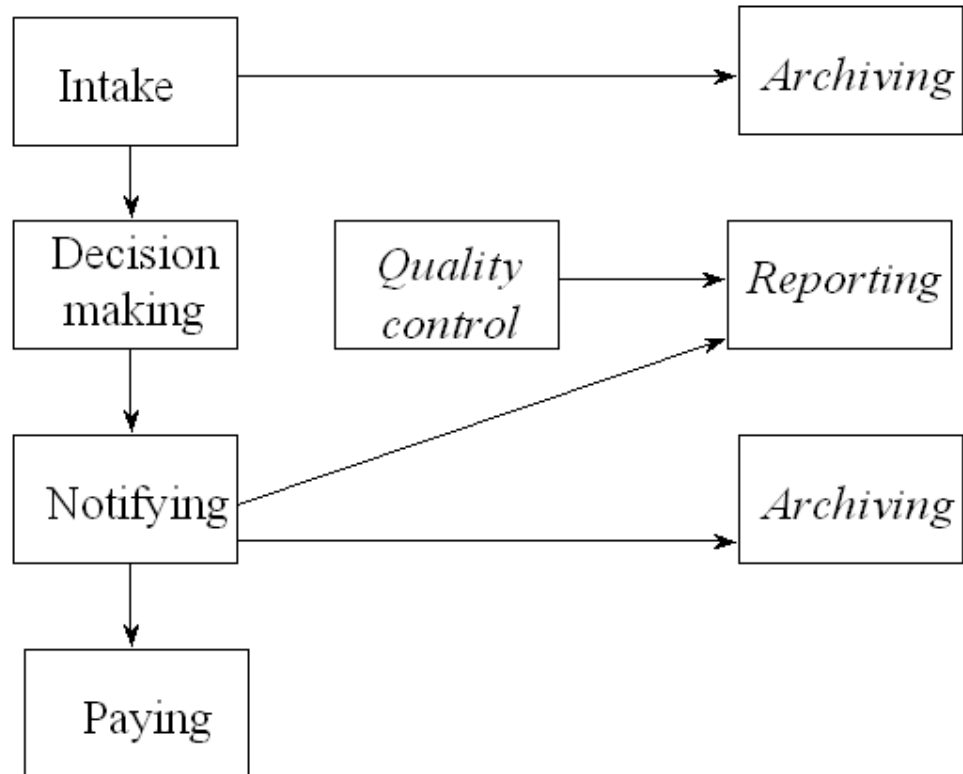 Intake
Archiving
Decision
making
Quality
control
Reporting
Notifying
Archiving
Paying